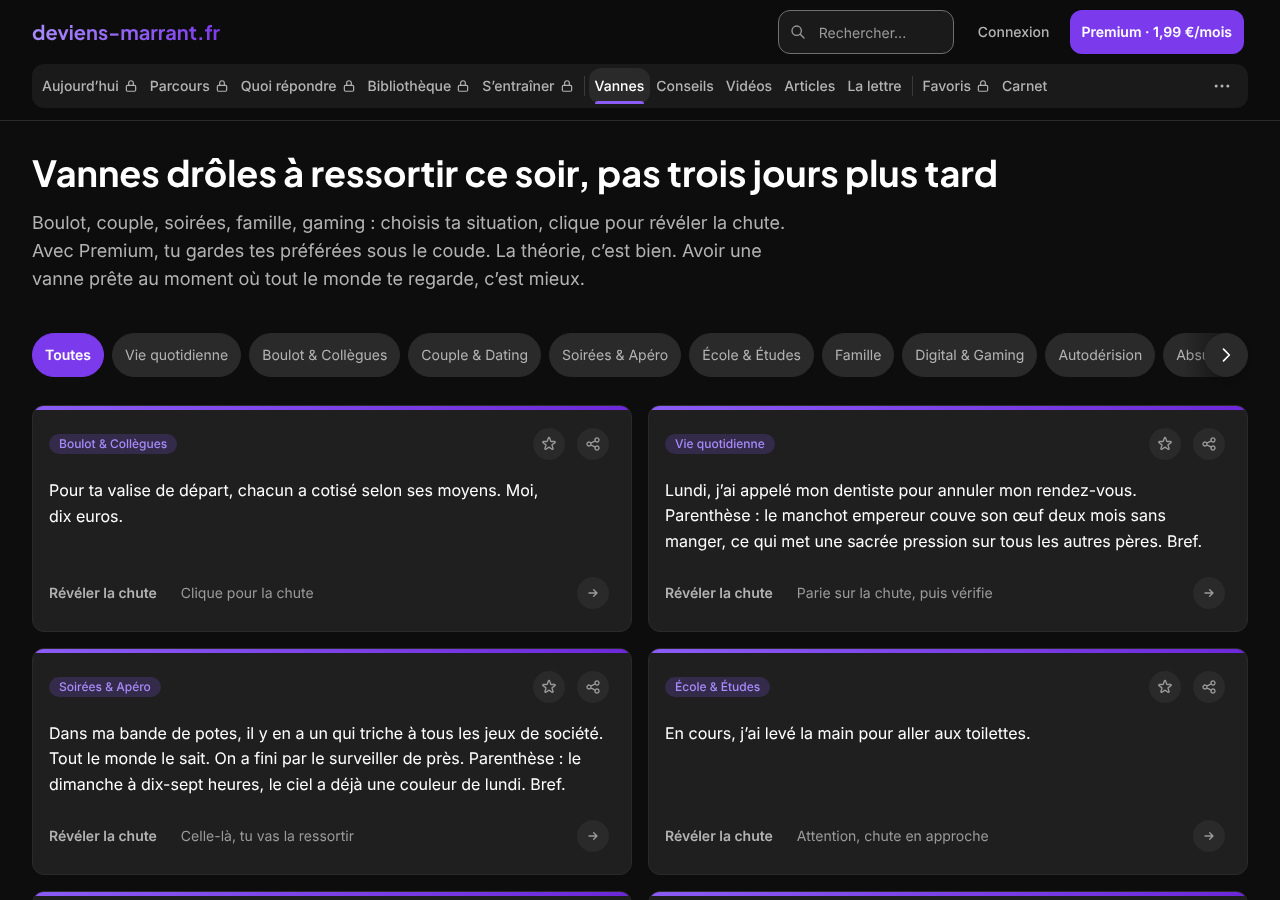 deviens-marrant.fr
Rechercher...
Connexion
Premium · 1,99 €/mois
Aujourd’hui
Parcours
Quoi répondre
Bibliothèque
S’entraîner
Vannes
Conseils
Vidéos
Articles
La lettre
Favoris
Carnet
Vannes drôles à ressortir ce soir, pas trois jours plus tard
Boulot, couple, soirées, famille, gaming : choisis ta situation, clique pour révéler la chute.
Avec Premium, tu gardes tes préférées sous le coude. La théorie, c’est bien. Avoir une
vanne prête au moment où tout le monde te regarde, c’est mieux.
Toutes
Vie quotidienne
Boulot & Collègues
Couple & Dating
Soirées & Apéro
École & Études
Famille
Digital & Gaming
Autodérision
Boulot & Collègues
Pour ta valise de départ, chacun a cotisé selon ses moyens. Moi,
dix euros.
Révéler la chute
Clique pour la chute
Vie quotidienne
Lundi, j’ai appelé mon dentiste pour annuler mon rendez-vous.
Parenthèse : le manchot empereur couve son œuf deux mois sans
manger, ce qui met une sacrée pression sur tous les autres pères. Bref.
Révéler la chute
Parie sur la chute, puis vérifie
Soirées & Apéro
Dans ma bande de potes, il y en a un qui triche à tous les jeux de société.
Tout le monde le sait. On a fini par le surveiller de près. Parenthèse : le
dimanche à dix-sept heures, le ciel a déjà une couleur de lundi. Bref.
Révéler la chute
Celle-là, tu vas la ressortir
École & Études
En cours, j’ai levé la main pour aller aux toilettes.
Révéler la chute
Attention, chute en approche